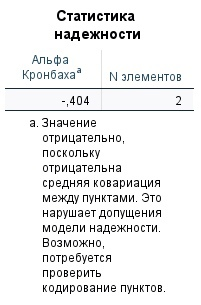 Статистика
надежности
Альфа
Кронбахаᵃ N элементов
-,404 2
a. Значение
отрицательно,
поскольку
отрицательна
средняя ковариация
между пунктами. Это
нарушает допущения
модели надежности.
Возможно,
потребуется
проверить
кодирование пунктов.